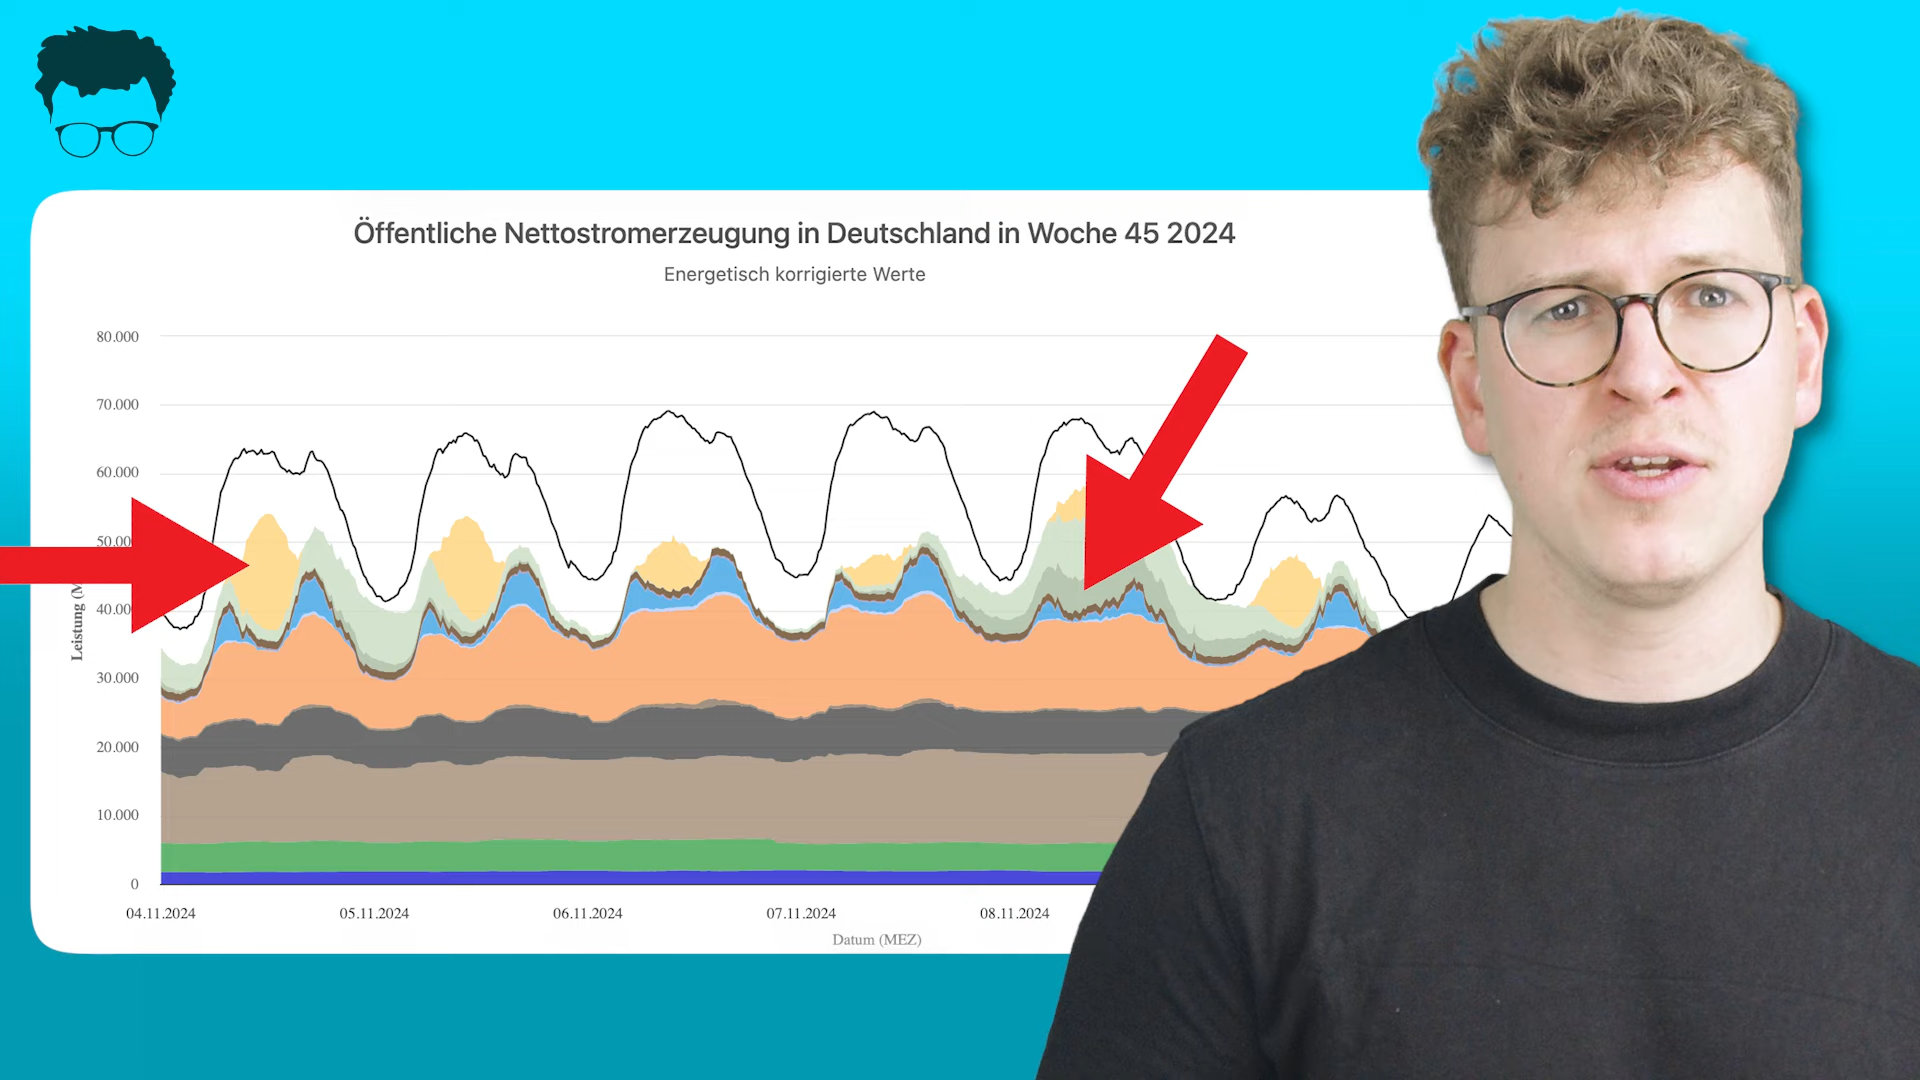 Öffentliche Nettostromerzeugung in Deutschland in Woche 45 2024
Energetisch korrigierte Werte
80.000
70.000
60.000
50.00
40.00
30.000
20.000
10.000
0
Leistung (M
04.11.2024 05.11.2024 06.11.2024 07.11.2024 08.11.2024
Datum (MEZ)